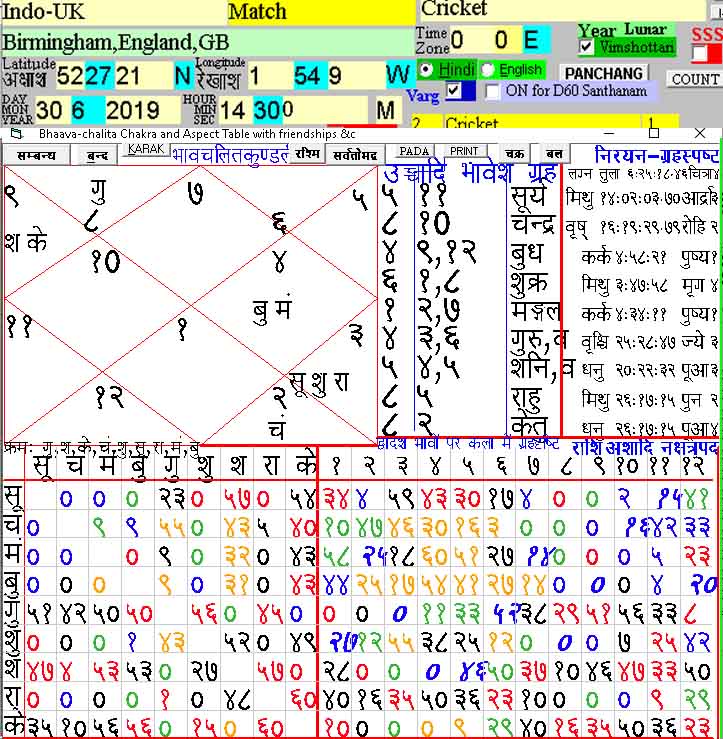 Indo-UK Match Cricket
Birmingham,England,GB Time Zone 0 0 E Year Lunar SSS
Vimshottan
Latitude अक्षाश 52 27 21 N Longitude रेखांश 1 54 9 W Hindi English PANCHANG
COUNT
Varg ON for D60 Santhanam
DAY MON YEAR 30 6 2019 HOUR MIN SEC 14 30 0 M
2 Cricket 1
Bhaava-chalita Chakra and Aspect Table with friendships &c
सम्बन्ध बन्द KARAK भावचलितकुण्डल रश्मि सर्वतोमद्र PADA PRINT चक्र बल निरयन-ग्रहस्पष्ट
उच्चादि भावेश ग्रह लग्न तुला ६:२५:१८:४६चित्रा४
५ ११ सूर्य मिथु १४:०२:०३.७०आर्द्रा३
८ १० चन्द्र वृष् १६:१९:२९.७९रोहि २
४ ९,१२ बुध कर्क ४:५८:२१ पुष्य१
६ १,८ शुक्र मिथु ३:४७:५८ मृग ४
१ २,७ मङ्गल कर्क ४:३४:११ पुष्य१
४ ३,६ गुरु,व वृश्चि २५:२८:४७ ज्ये ३
५ ४,५ शनि,व धनु २०:२२:३२ पूआ३
८ ५ राहु मिथु २६:१७:१५ पुन २
८ २ केतु धनु २६:१७:१५ पूआ४
९ गु ७ ५
८ ६
श के १० ४
बु मं
११ १ ३
१२ २ सू शु रा
चं
क्रम: गु,श,के,चं,शु,सू,रा,मं,बु द्वादश भावों पर कला में ग्रहदृष्टि राशि अंशादि नक्षत्रपद
सू चं मं बु गु शु श रा के १ २ ३ ४ ५ ६ ७ ८ ९ १० ११ १२
सू ० ० ० २३ ० ५७ ० ५४ ३४ ४ ५९ ४३ ३० १७ ४ ० ० २ १५ ४१
चं ० ९ ९ ५५ ० ४३ ५ ४० १० ४७ ४६ ३० १६ ३ ० ० ० १६ ४२ ३३
मं ० ० ० ९ ० ३२ ० ४३ ५८ २५ १८ ६० ५१ २७ १४ ० ० ० ५ २३
बु ० ० ० ९ ० ३१ ० ४३ ४४ २५ १७ ५४ ४१ २७ १४ ० ० ० ४ २०
गु ५१ ४२ ५० ५० ५६ ० ४५ ० ० ० ० ११ ३३ ५२ ३८ २९ ५१ ५६ ३३ ८
शु ० ० ० १ ४३ ५२ ० ४९ २७ १२ ५५ ३८ २५ १२ ० ० ० ७ २५ ४२
श ४७ ४ ५३ ५३ ० २७ ५७ ० २८ ० ० ० ४६ ५० ३७ १० ४६ ४७ ३३ ५०
रा ० ० ० ० १ ० ४८ ६० ४० १६ ३५ ५० ३६ २३ १० ० ० ० ९ २९
के ३५ १० ५६ ५६ ० १५ ० ६० १० ० ० ० ९ २९ ४० १६ ३५ ५० ३६ २३